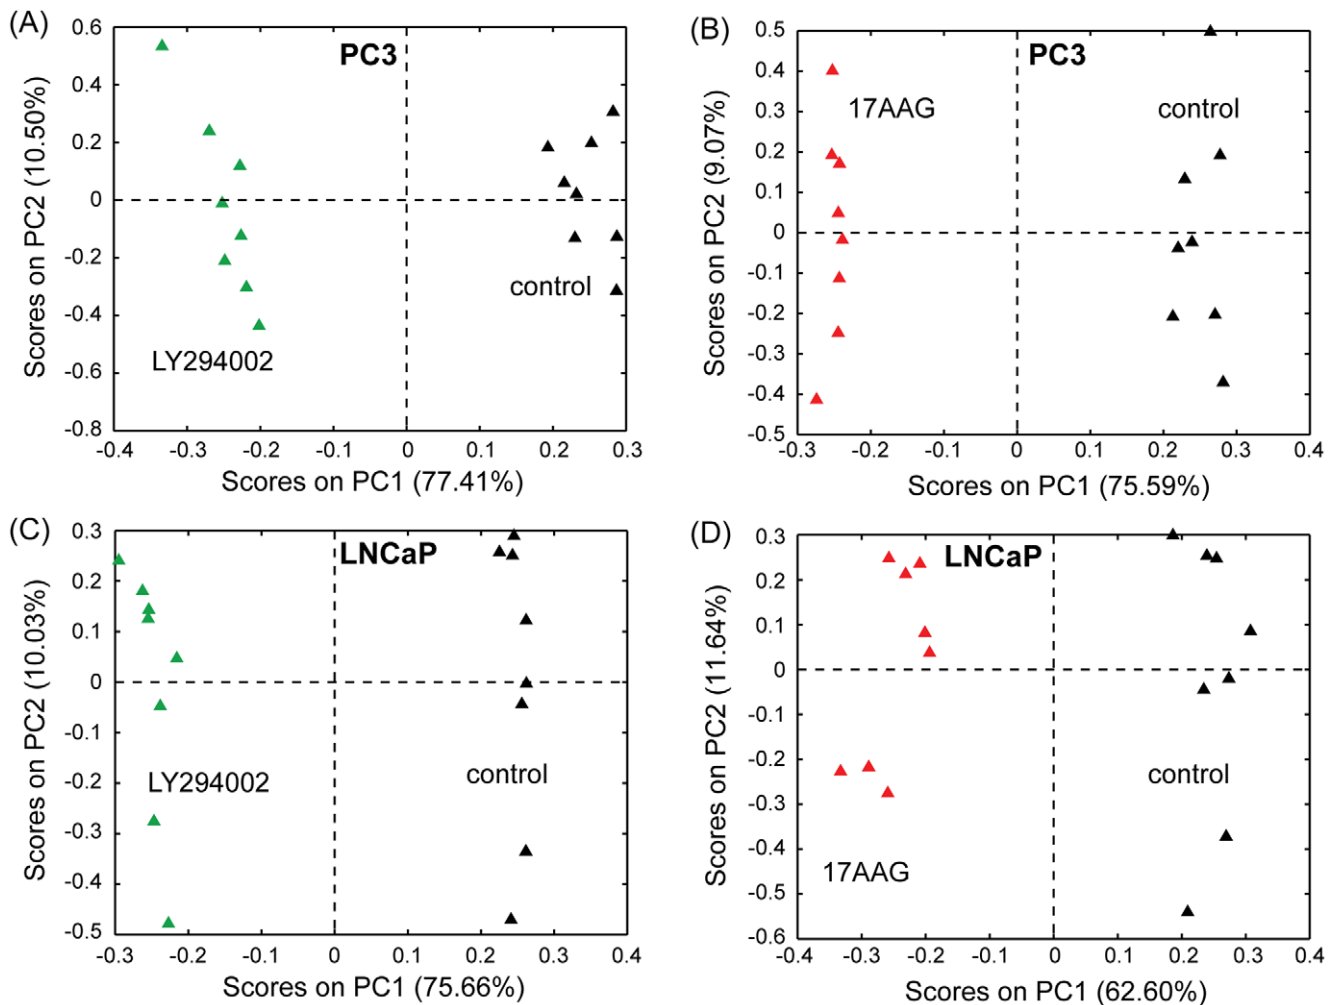 (A)
PC3
Scores on PC2 (10.50%)
0.6
0.4
0.2
0
-0.2
-0.4
-0.6
-0.8
LY294002
control
-0.4 -0.3 -0.2 -0.1 0 0.1 0.2 0.3
Scores on PC1 (77.41%)
(B)
PC3
Scores on PC2 (9.07%)
0.5
0.4
0.3
0.2
0.1
0
-0.1
-0.2
-0.3
-0.4
-0.5
17AAG
control
-0.3 -0.2 -0.1 0 0.1 0.2 0.3 0.4
Scores on PC1 (75.59%)
(C)
LNCaP
Scores on PC2 (10.03%)
0.3
0.2
0.1
0
-0.1
-0.2
-0.3
-0.4
-0.5
LY294002
control
-0.3 -0.2 -0.1 0 0.1 0.2 0.3 0.4
Scores on PC1 (75.66%)
(D)
LNCaP
Scores on PC2 (11.64%)
0.3
0.2
0.1
0
-0.1
-0.2
-0.3
-0.4
-0.5
-0.6
control
17AAG
-0.4 -0.3 -0.2 -0.1 0 0.1 0.2 0.3 0.4
Scores on PC1 (62.60%)